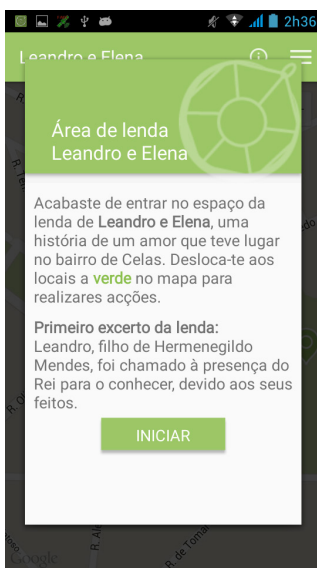 2h36
Leandro e Elena
Área de lenda
Leandro e Elena
Acabaste de entrar no espaço da
lenda de Leandro e Elena, uma
história de um amor que teve lugar
no bairro de Celas. Desloca-te aos
locais a verde no mapa para
realizares acções.
Primeiro excerto da lenda:
Leandro, filho de Hermenegildo
Mendes, foi chamado à presença do
Rei para o conhecer, devido aos seus
feitos.
INICIAR
R. de Tomar
Google